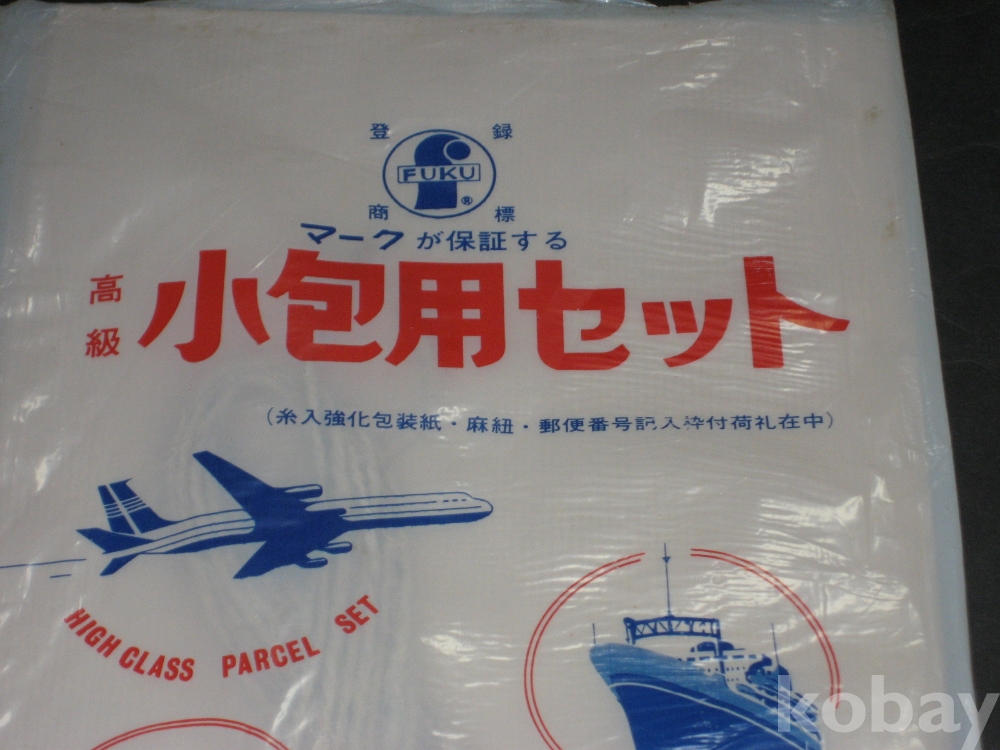 登録
FUKU
®
商標
マークが保証する
高級
小包用セット
(糸入強化包装紙・麻紐・郵便番号記入枠付荷札在中)
HIGH CLASS PARCEL SET
kobay